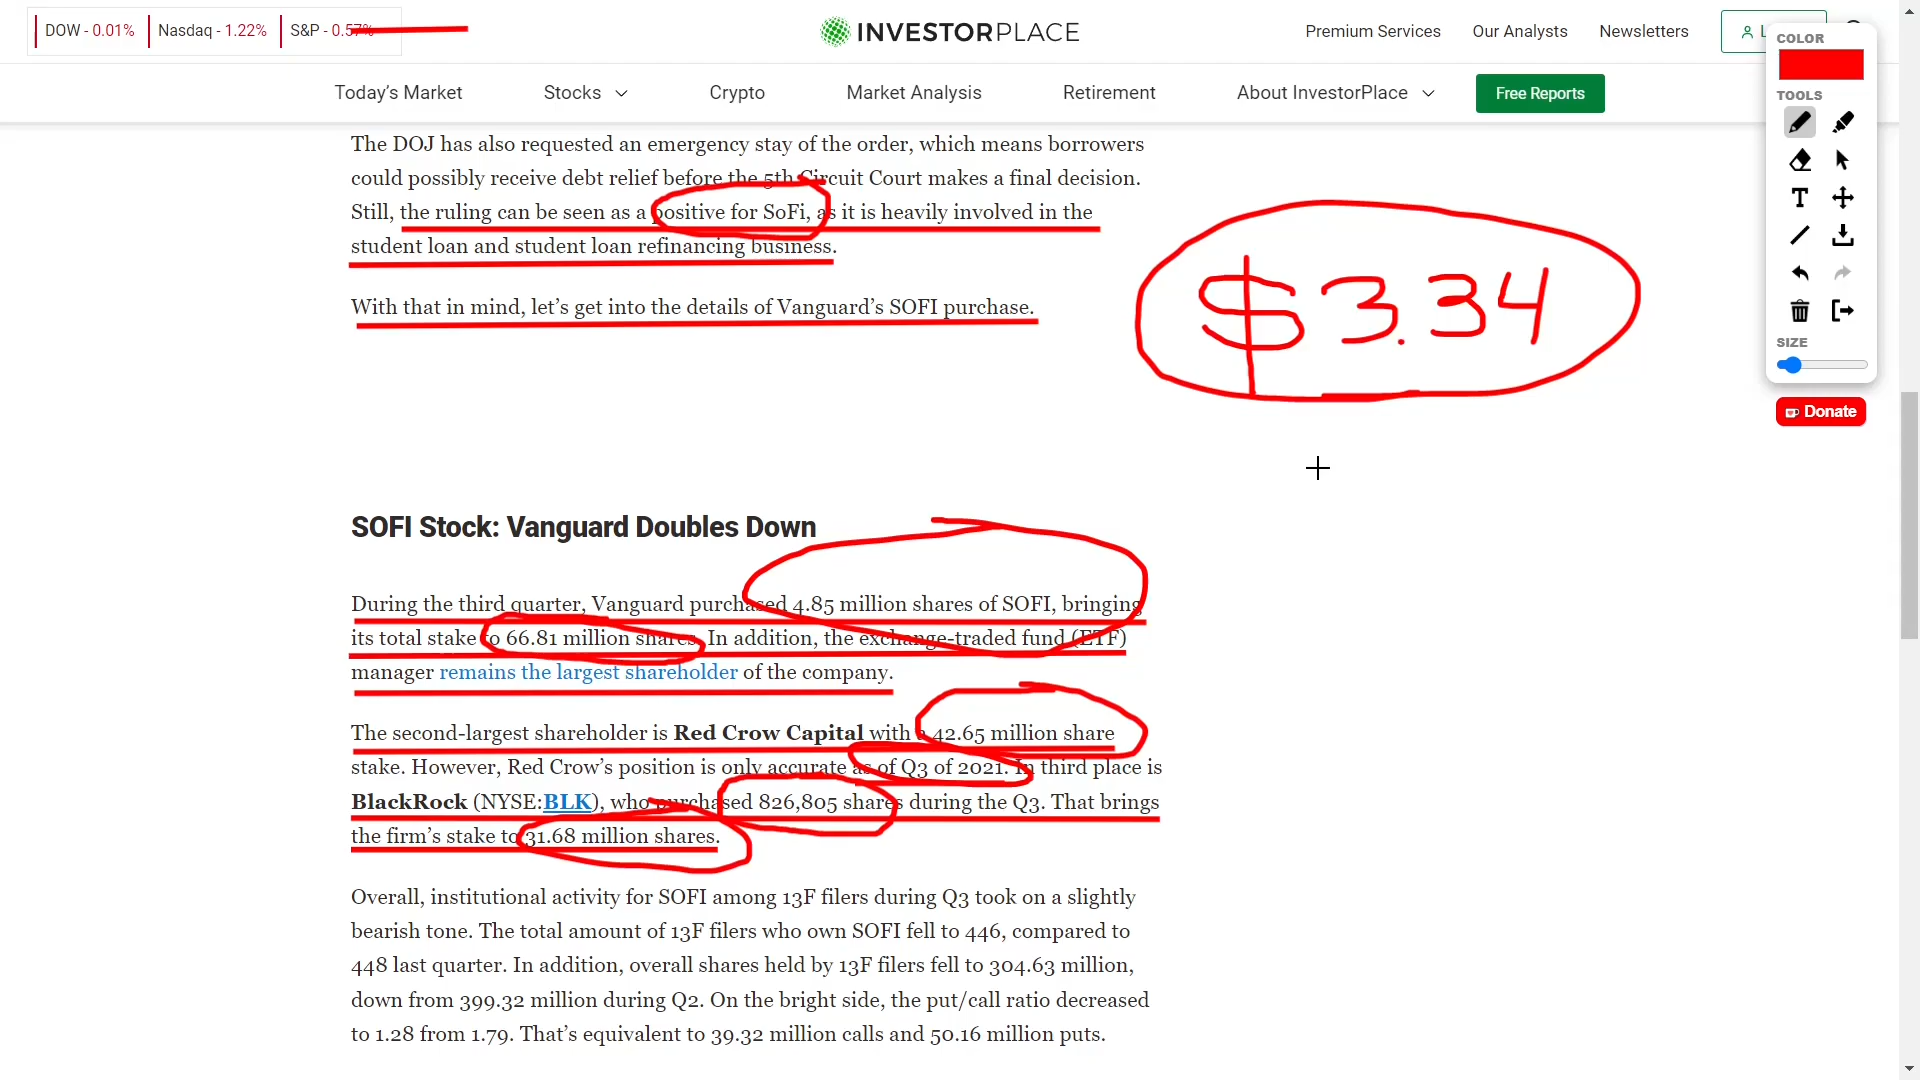 DOW - 0.01% Nasdaq - 1.22% S&P - 0.57%
INVESTORPLACE
Premium Services Our Analysts Newsletters
COLOR
TOOLS
T
SIZE
Donate
Today’s Market Stocks Crypto Market Analysis Retirement About InvestorPlace Free Reports
The DOJ has also requested an emergency stay of the order, which means borrowers
could possibly receive debt relief before the 5th Circuit Court makes a final decision.
Still, the ruling can be seen as a positive for SoFi, as it is heavily involved in the
student loan and student loan refinancing business.
$3.34
With that in mind, let’s get into the details of Vanguard’s SOFI purchase.
SOFI Stock: Vanguard Doubles Down
During the third quarter, Vanguard purchased 4.85 million shares of SOFI, bringing
its total stake to 66.81 million shares. In addition, the exchange-traded fund (ETF)
manager remains the largest shareholder of the company.
The second-largest shareholder is Red Crow Capital with a 42.65 million share
stake. However, Red Crow’s position is only accurate as of Q3 of 2021. In third place is
BlackRock (NYSE:BLK), who purchased 826,805 shares during the Q3. That brings
the firm’s stake to 31.68 million shares.
Overall, institutional activity for SOFI among 13F filers during Q3 took on a slightly
bearish tone. The total amount of 13F filers who own SOFI fell to 446, compared to
448 last quarter. In addition, overall shares held by 13F filers fell to 304.63 million,
down from 399.32 million during Q2. On the bright side, the put/call ratio decreased
to 1.28 from 1.79. That’s equivalent to 39.32 million calls and 50.16 million puts.